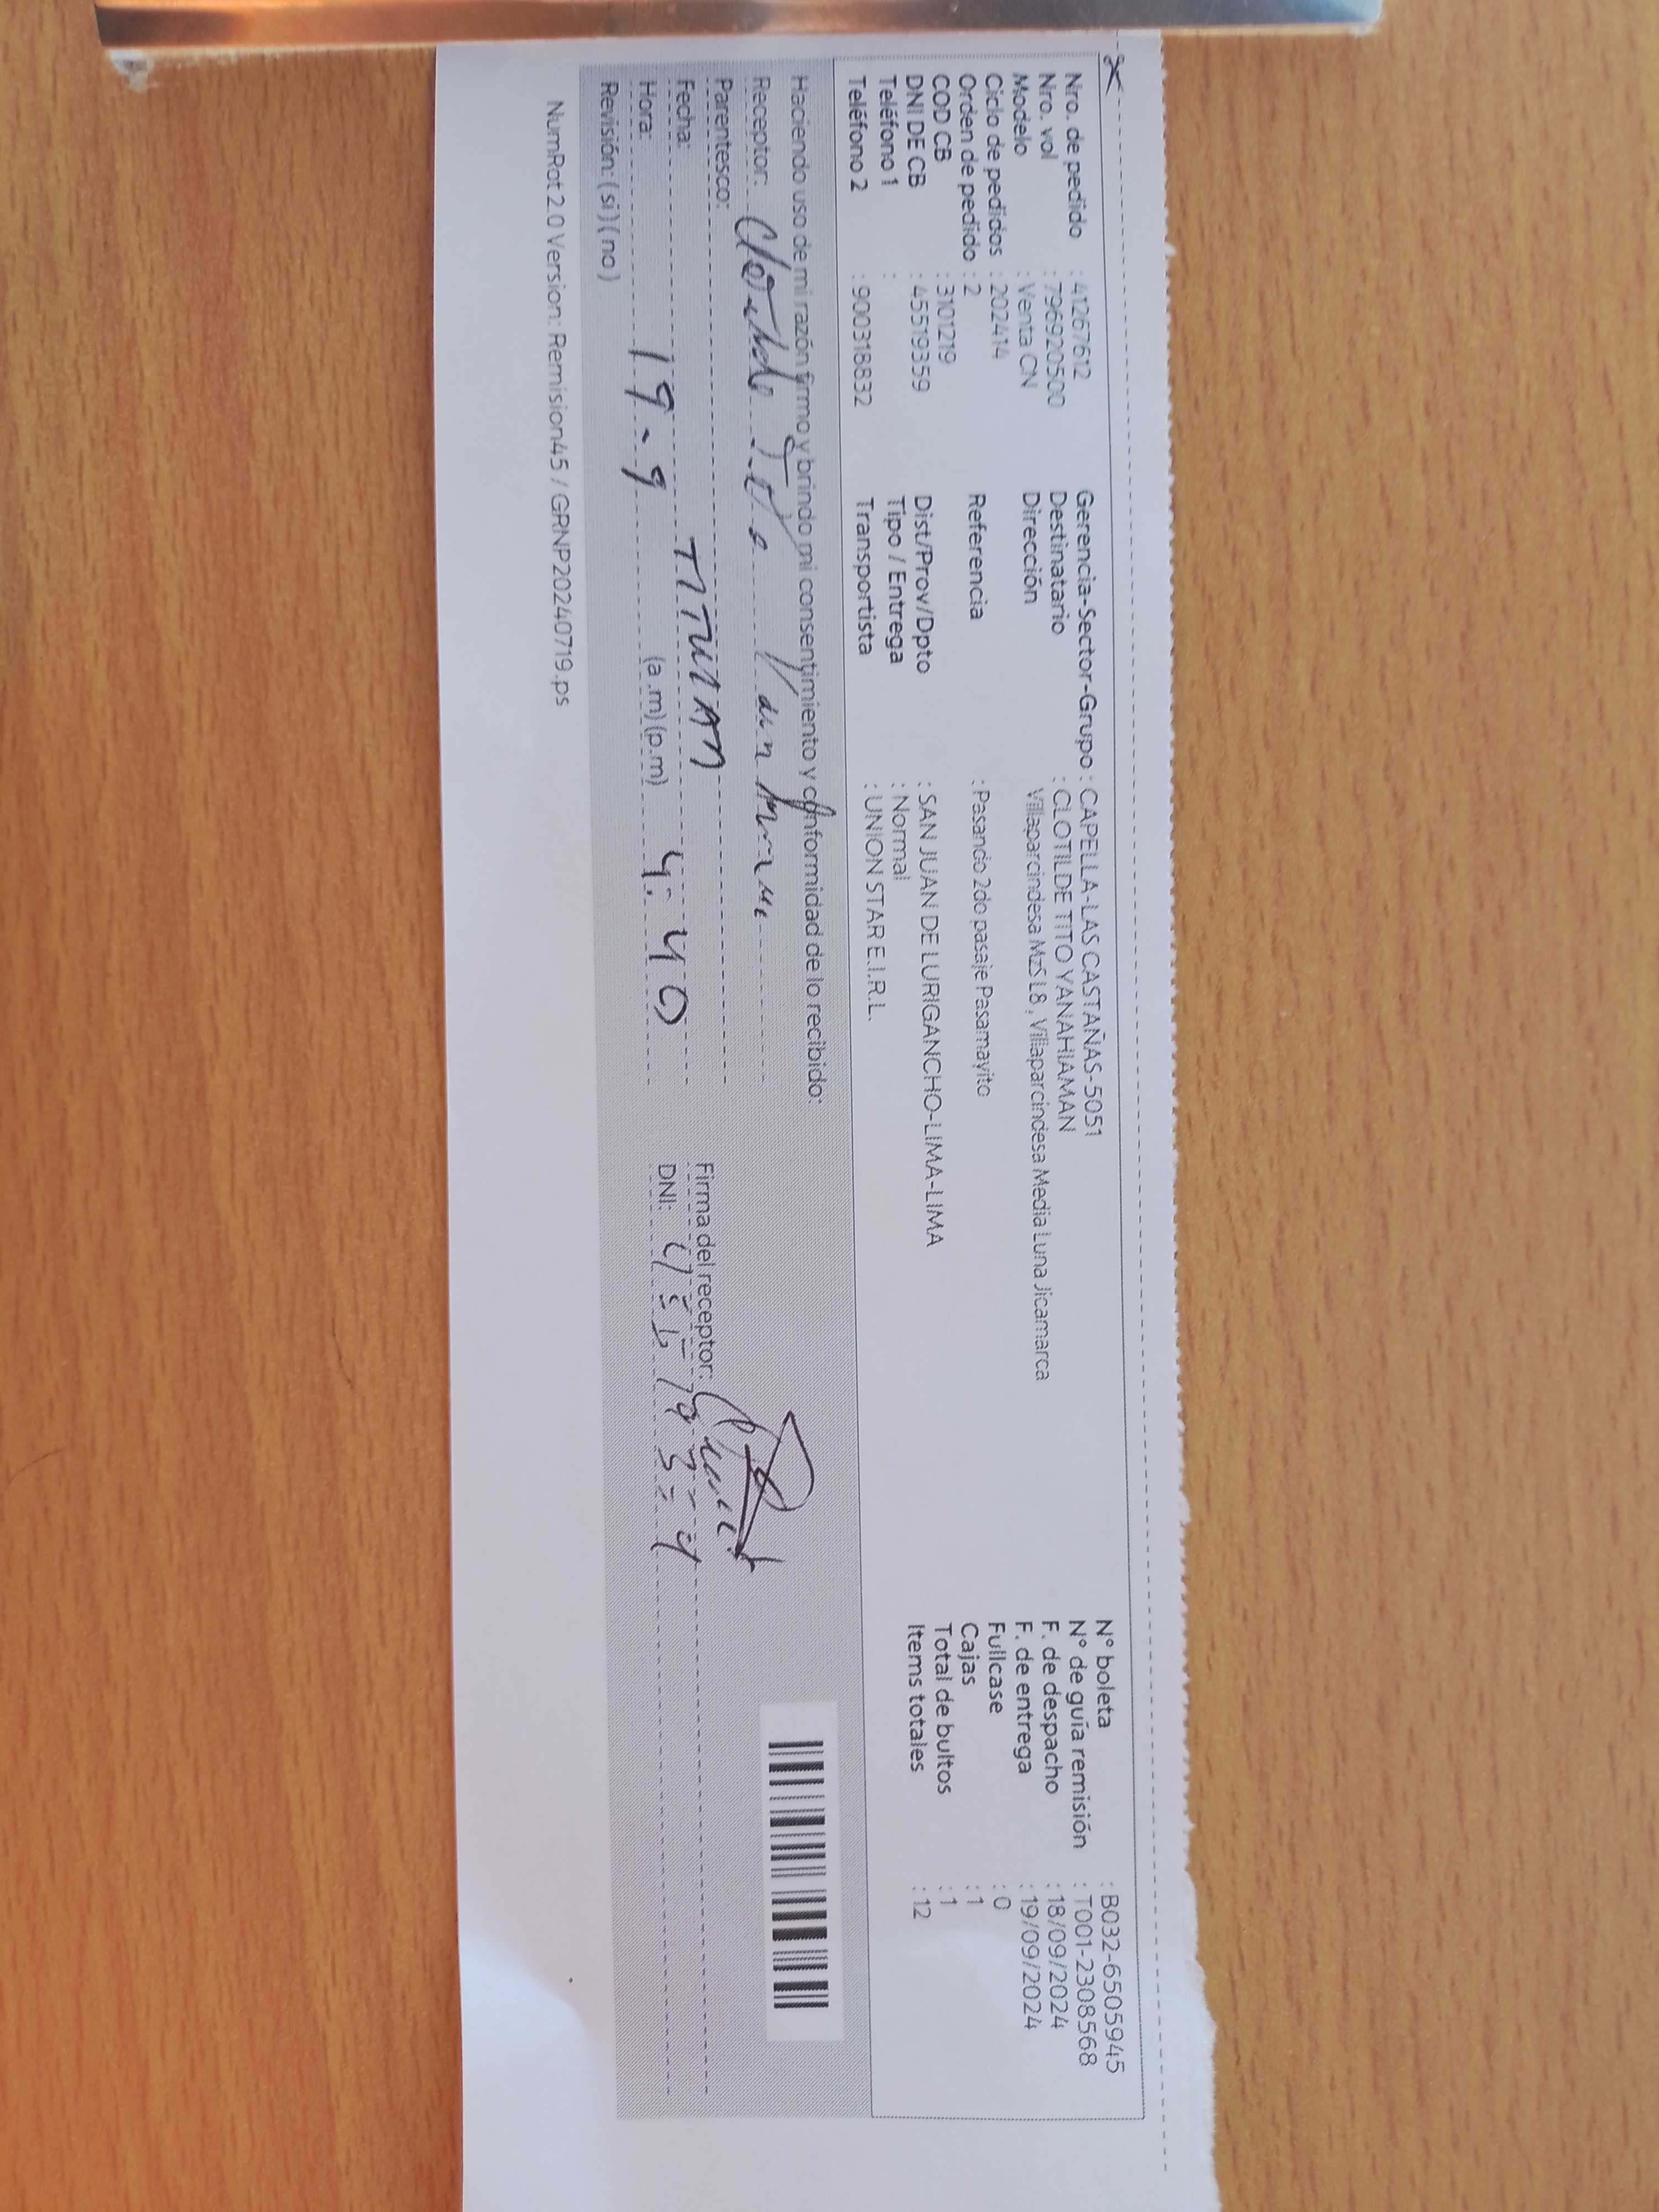 Nro. de pedido : 41267612
Nro. vol : 796920500
Modelo : Venta CN
Ciclo de pedidos : 202414
Orden de pedido : 2
COD CB : 3101219
DNI DE CB : 45519359
Teléfono 1 :
Teléfono 2 : 900318832
Gerencia-Sector-Grupo : CAPELLA-LAS CASTAÑAS-5051
Destinatario : CLOTILDE TITO YANAHIAMAN
Dirección Villaparcindesa Mz5 L8 , Villaparcindesa Media Luna Jicamarca
Referencia : Pasando 2do pasaje Pasamayito
Dist/Prov/Dpto : SAN JUAN DE LURIGANCHO-LIMA-LIMA
Tipo / Entrega : Normal
Transportista : UNION STAR E.I.R.L.
N° boleta : B032-6505945
N° de guía remisión : T001-2308568
F. de despacho : 18/09/2024
F. de entrega : 19/09/2024
Fullcase : 0
Cajas : 1
Total de bultos : 1
Items totales : 12
Haciendo uso de mi razón firmo y brindo mi consentimiento y conformidad de lo recibido:
Receptor:
Parentesco: TITULAR
Fecha: 19-9
Hora: (a .m) (p.m) 4:40
Revisión: ( si ) ( no )
Firma del receptor:
DNI:
NumRat 2.0 Version: Remision45 / GRNP20240719.ps